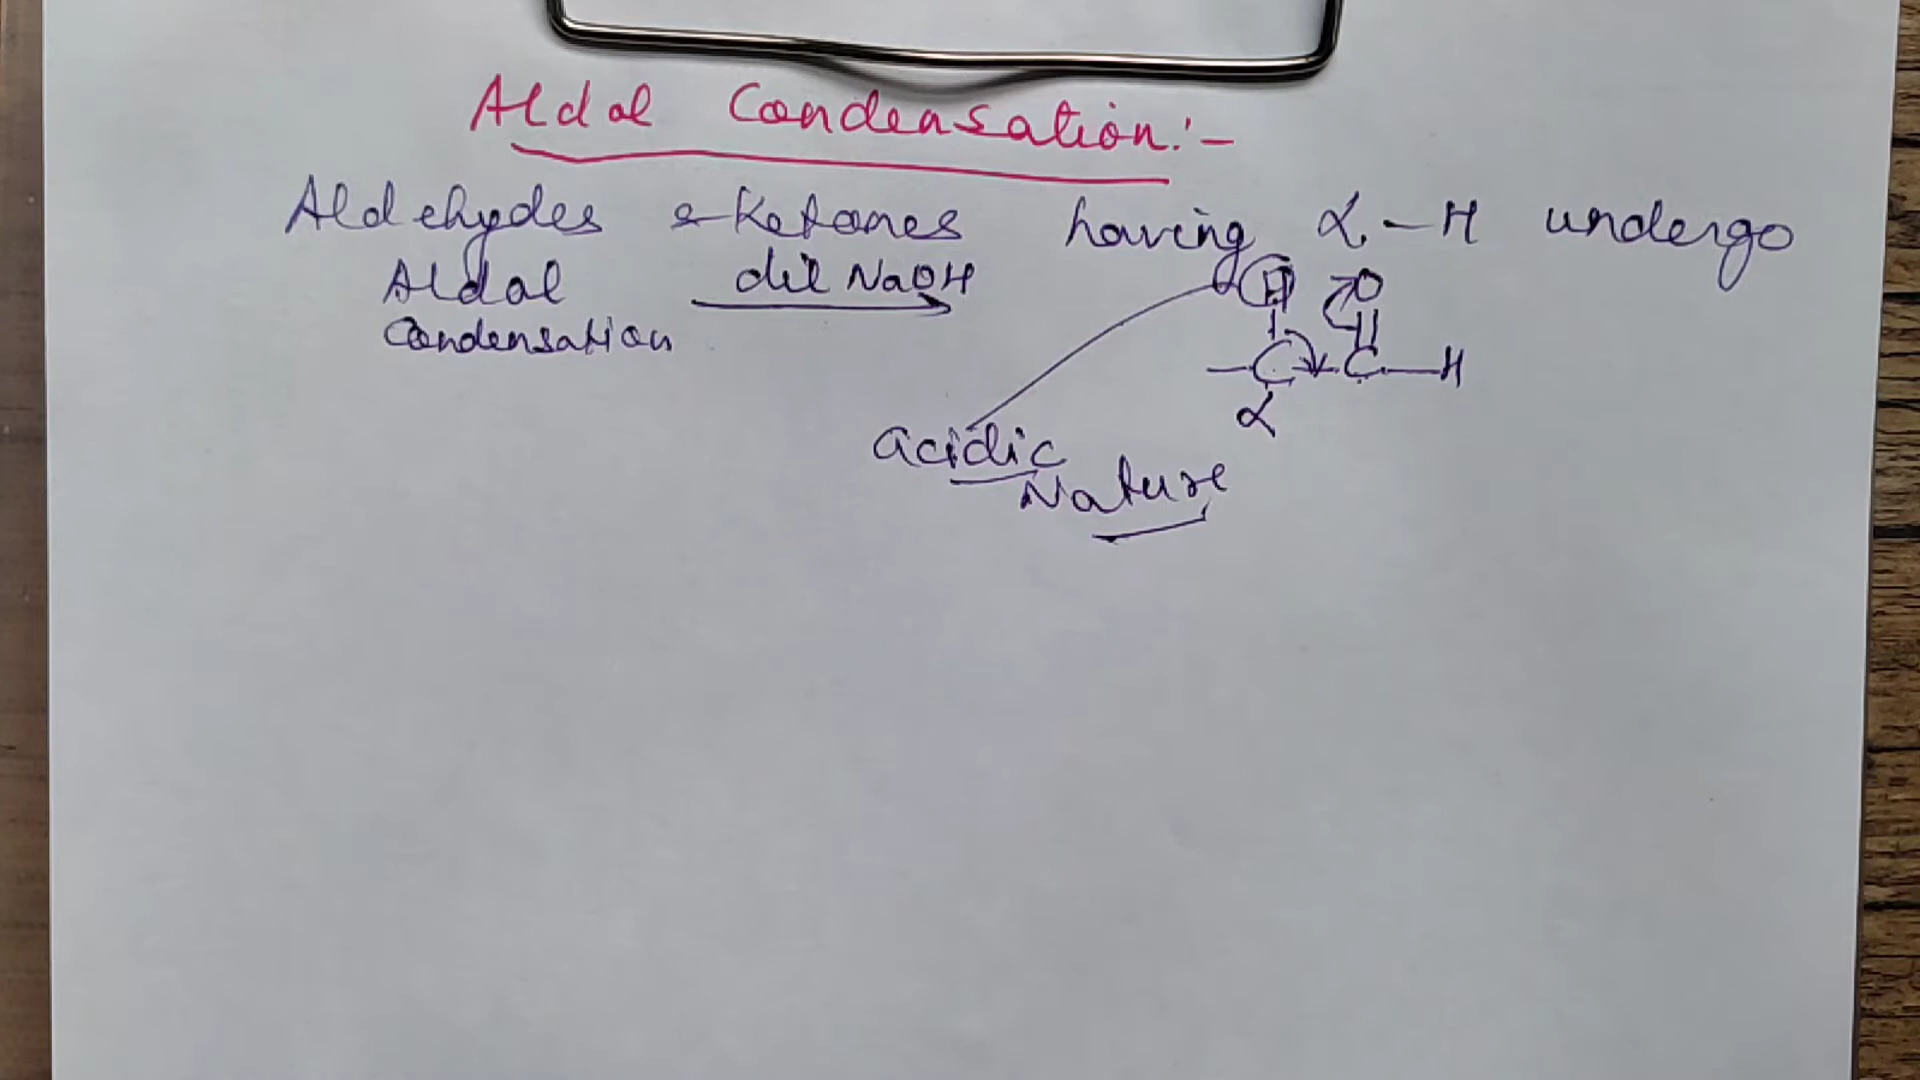 Aldol Condensation:-
Aldehydes & Ketones having α-H undergo
Aldol dil NaOH
Condensation
H O
-C-C-H
α
acidic
Nature